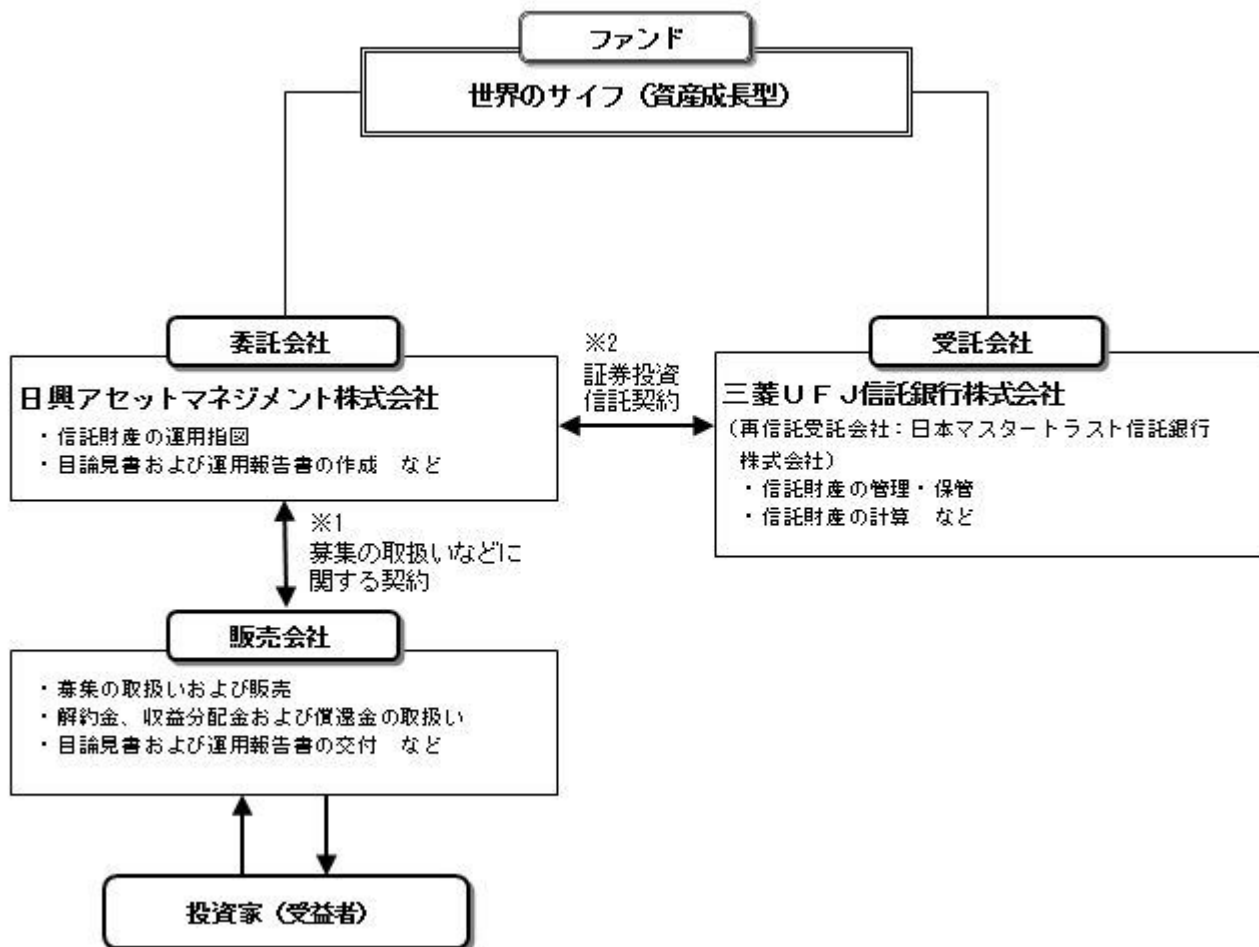 ファンド
世界のサイフ（資産成長型）
委託会社
日興アセットマネジメント株式会社
・信託財産の運用指図
・目論見書および運用報告書の作成　など
※2
証券投資
信託契約
受託会社
三菱ＵＦＪ信託銀行株式会社
（再信託受託会社：日本マスタートラスト信託銀行
株式会社）
・信託財産の管理・保管
・信託財産の計算　など
※1
募集の取扱いなどに
関する契約
販売会社
・募集の取扱いおよび販売
・解約金、収益分配金および償還金の取扱い
・目論見書および運用報告書の交付　など
投資家（受益者）